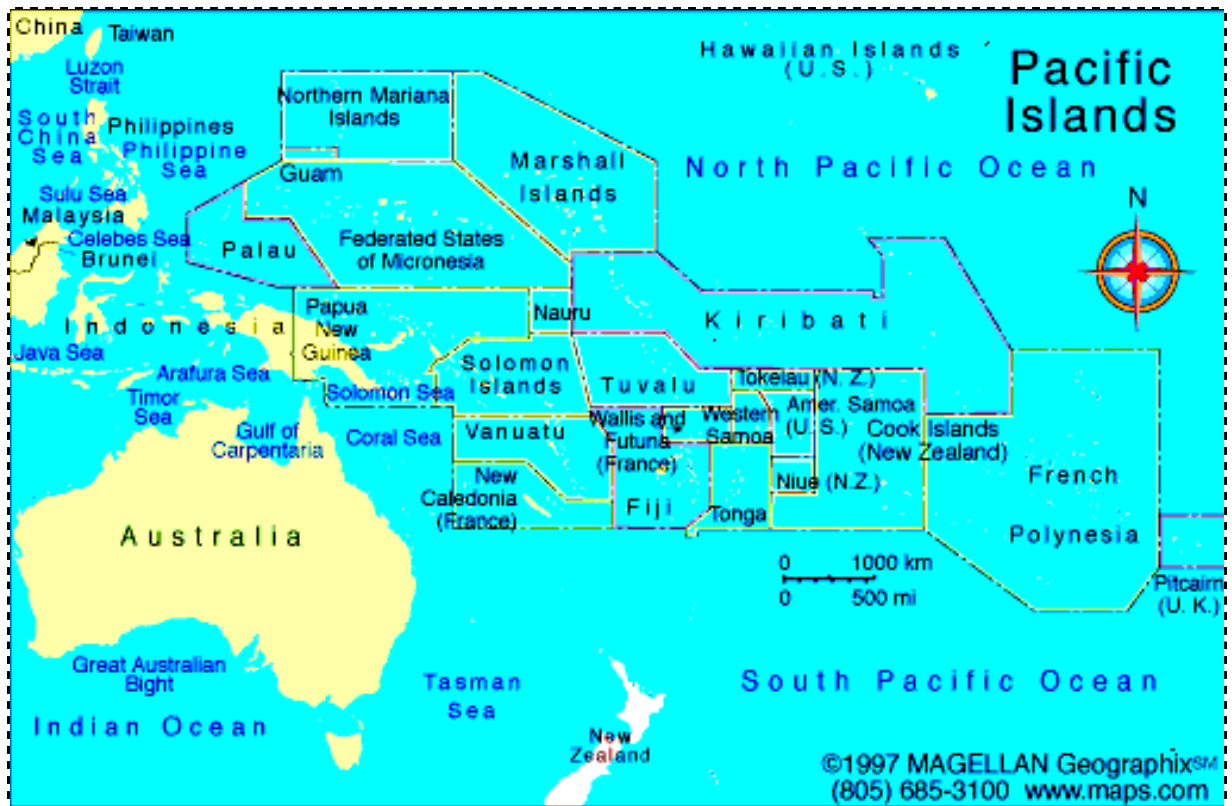 China
Taiwan
Luzon
Strait
South
China
Sea
Philippines
Philippine
Sea
Sulu Sea
Malaysia
Celebes Sea
Brunei
Northern Mariana
Islands
Guam
Palau
Federated States
of Micronesia
Marshall
Islands
Hawaiian Islands
(U.S.)
Pacific
Islands
North Pacific Ocean
N
Indonesia
Java Sea
Arafura Sea
Timor
Sea
Gulf of
Carpentaria
Papua
New
Guinea
Solomon Sea
Coral Sea
Nauru
Solomon
Islands
Kiribati
Tuvalu
Tokelau (N. Z.)
Wallis and
Futuna
(France)
Western
Samoa
Amer. Samoa
(U. S.)
Cook Islands
(New Zealand)
Vanuatu
New
Caledonia
(France)
Fiji
Tonga
Niue (N.Z.)
French
Polynesia
Pitcairn
(U. K.)
0 1000 km
0 500 mi
Australia
Great Australian
Bight
Indian Ocean
Tasman
Sea
New
Zealand
South Pacific Ocean
©1997 MAGELLAN Geographix℠
(805) 685-3100 www.maps.com